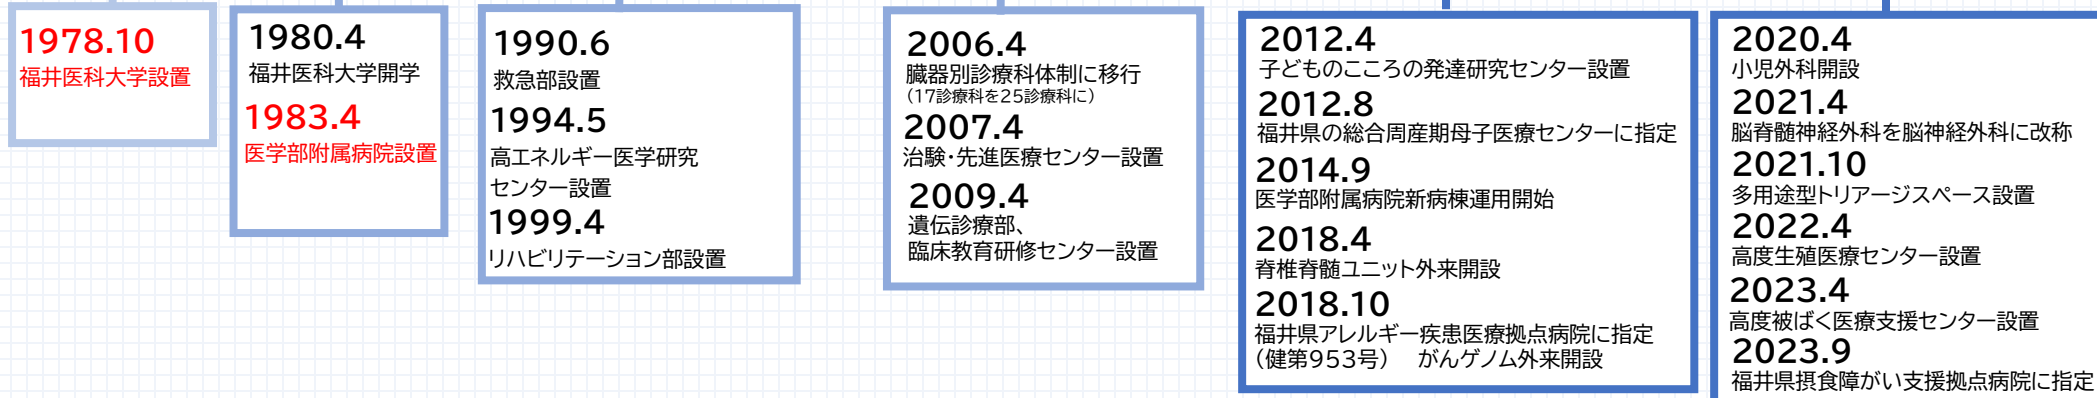 1978.10
福井医科大学設置
1980.4
福井医科大学開学
1983.4
医学部附属病院設置
1990.6
救急部設置
1994.5
高エネルギー医学研究
センター設置
1999.4
リハビリテーション部設置
2006.4
臓器別診療科体制に移行
(17診療科を25診療科に)
2007.4
治験・先進医療センター設置
2009.4
遺伝診療部、
臨床教育研修センター設置
2012.4
子どものこころの発達研究センター設置
2012.8
福井県の総合周産期母子医療センターに指定
2014.9
医学部附属病院新病棟運用開始
2018.4
脊椎脊髄ユニット外来開設
2018.10
福井県アレルギー疾患医療拠点病院に指定
(健第953号)　がんゲノム外来開設
2020.4
小児外科開設
2021.4
脳脊髄神経外科を脳神経外科に改称
2021.10
多用途型トリアージスペース設置
2022.4
高度生殖医療センター設置
2023.4
高度被ばく医療支援センター設置
2023.9
福井県摂食障がい支援拠点病院に指定